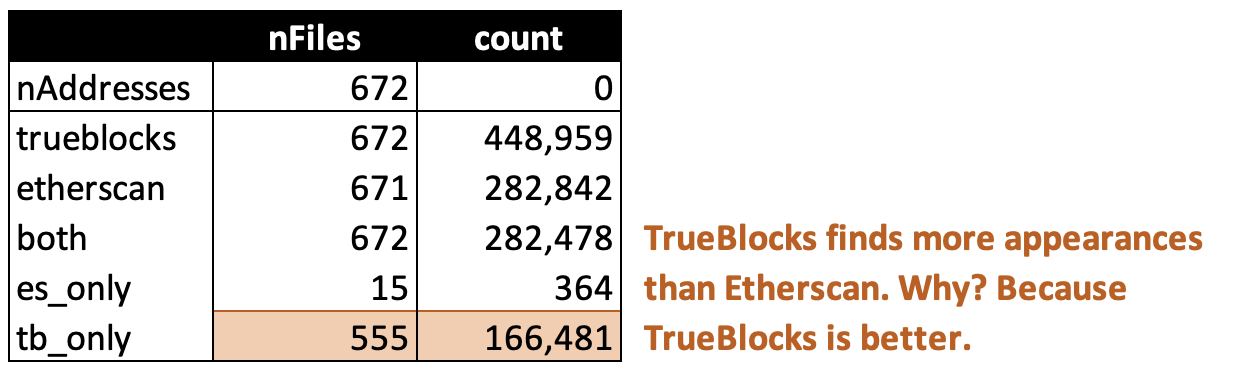 nFiles count
nAddresses 672 0
trueblocks 672 448,959
etherscan 671 282,842
both 672 282,478 TrueBlocks finds more appearances
es_only 15 364 than Etherscan. Why? Because
tb_only 555 166,481 TrueBlocks is better.